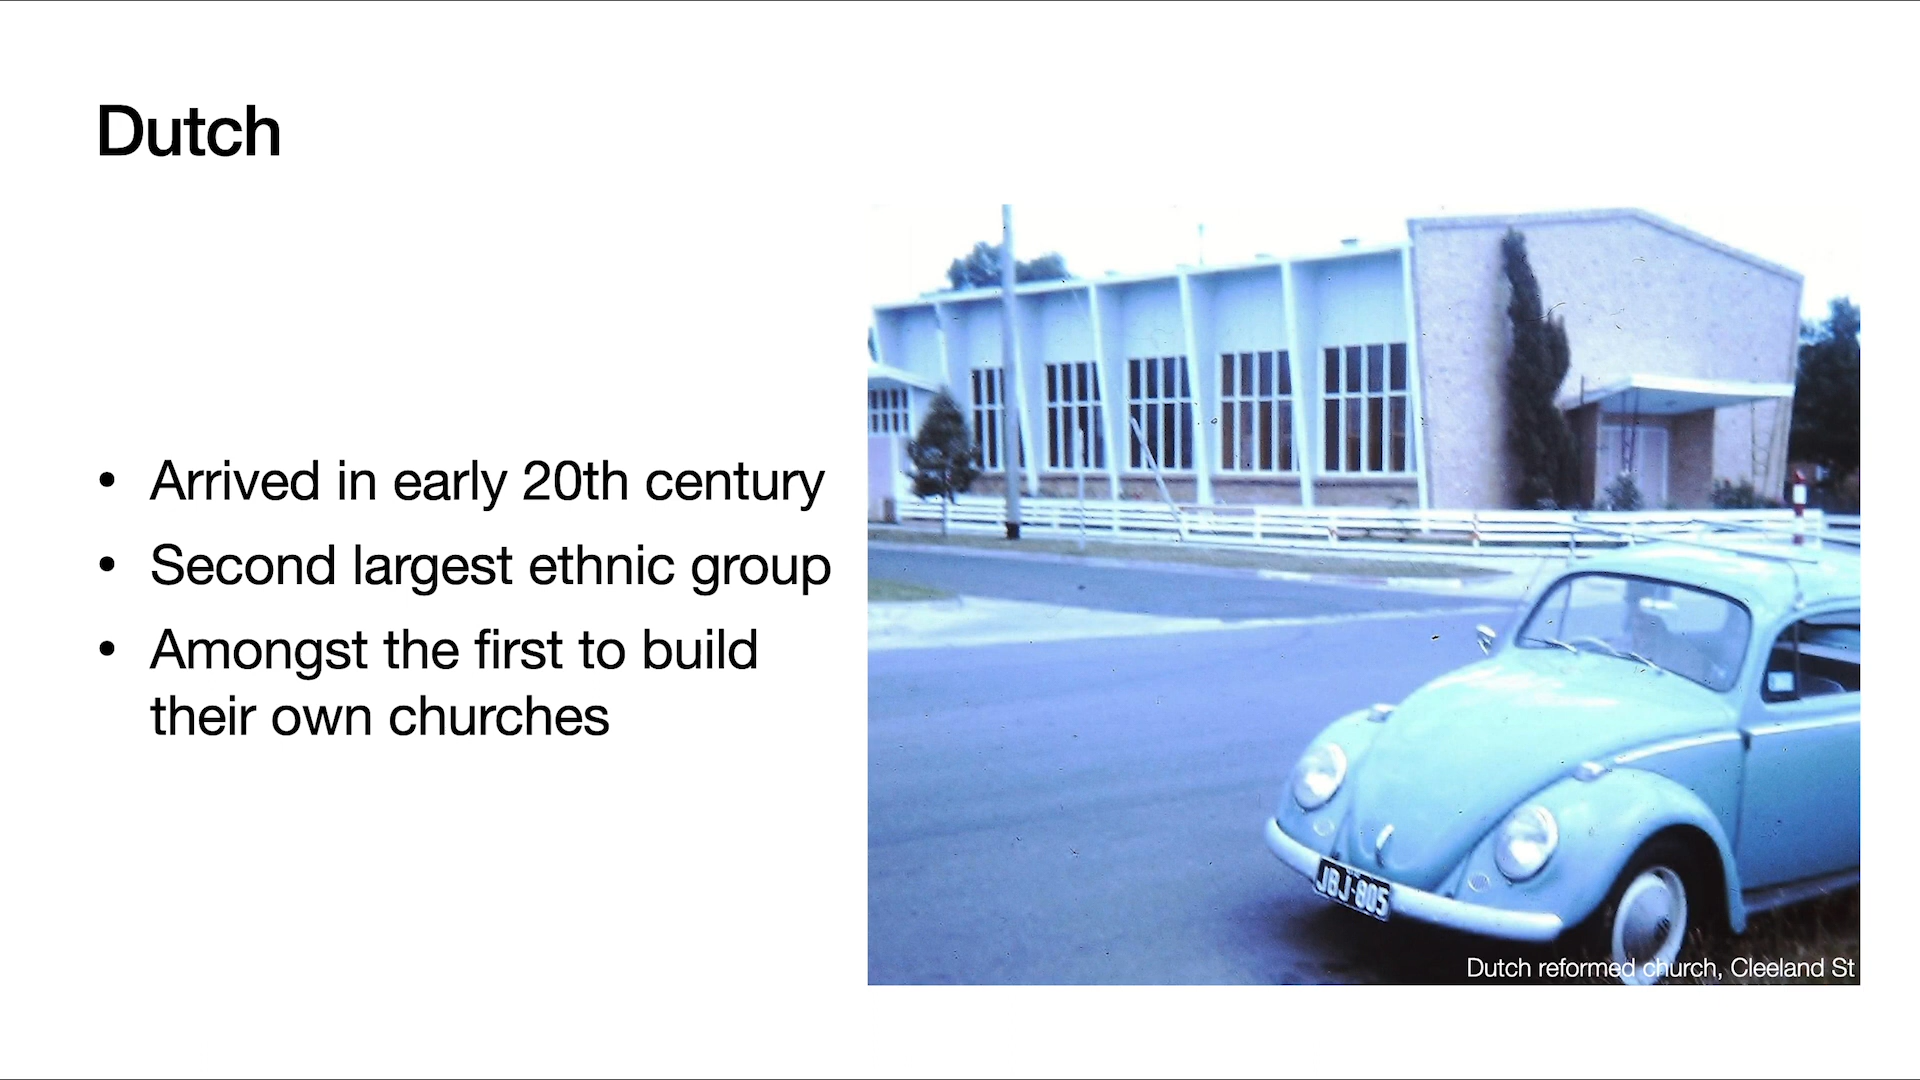 Dutch
• Arrived in early 20th century
• Second largest ethnic group
• Amongst the first to build
their own churches
JBJ·805
Dutch reformed church, Cleeland St